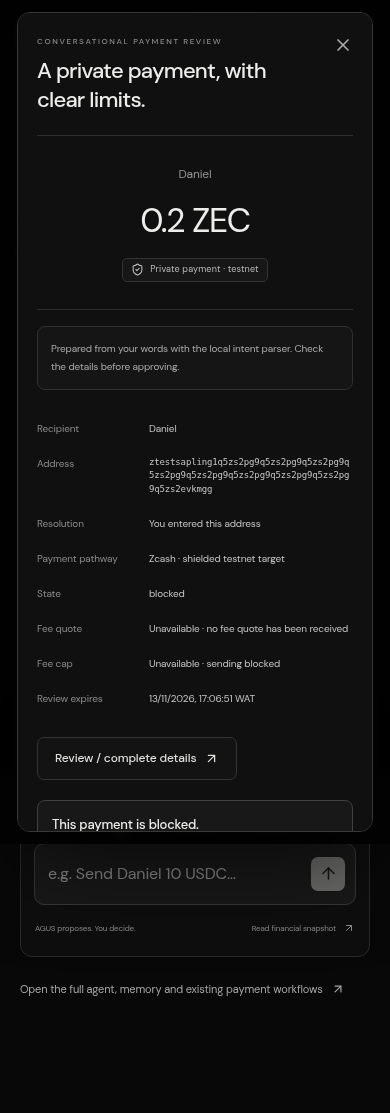 CONVERSATIONAL PAYMENT REVIEW
A private payment, with
clear limits.
Daniel
0.2 ZEC
Private payment · testnet
Prepared from your words with the local intent parser. Check
the details before approving.
Recipient Daniel
Address ztestsapling1q5zs2pg9q5zs2pg9q5zs2pg9q
5zs2pg9q5zs2pg9q5zs2pg9q5zs2pg9q5zs2pg
9q5zs2evkmgg
Resolution You entered this address
Payment pathway Zcash · shielded testnet target
State blocked
Fee quote Unavailable · no fee quote has been received
Fee cap Unavailable · sending blocked
Review expires 13/11/2026, 17:06:51 WAT
Review / complete details
This payment is blocked.
e.g. Send Daniel 10 USDC...
AGUS proposes. You decide. Read financial snapshot
Open the full agent, memory and existing payment workflows